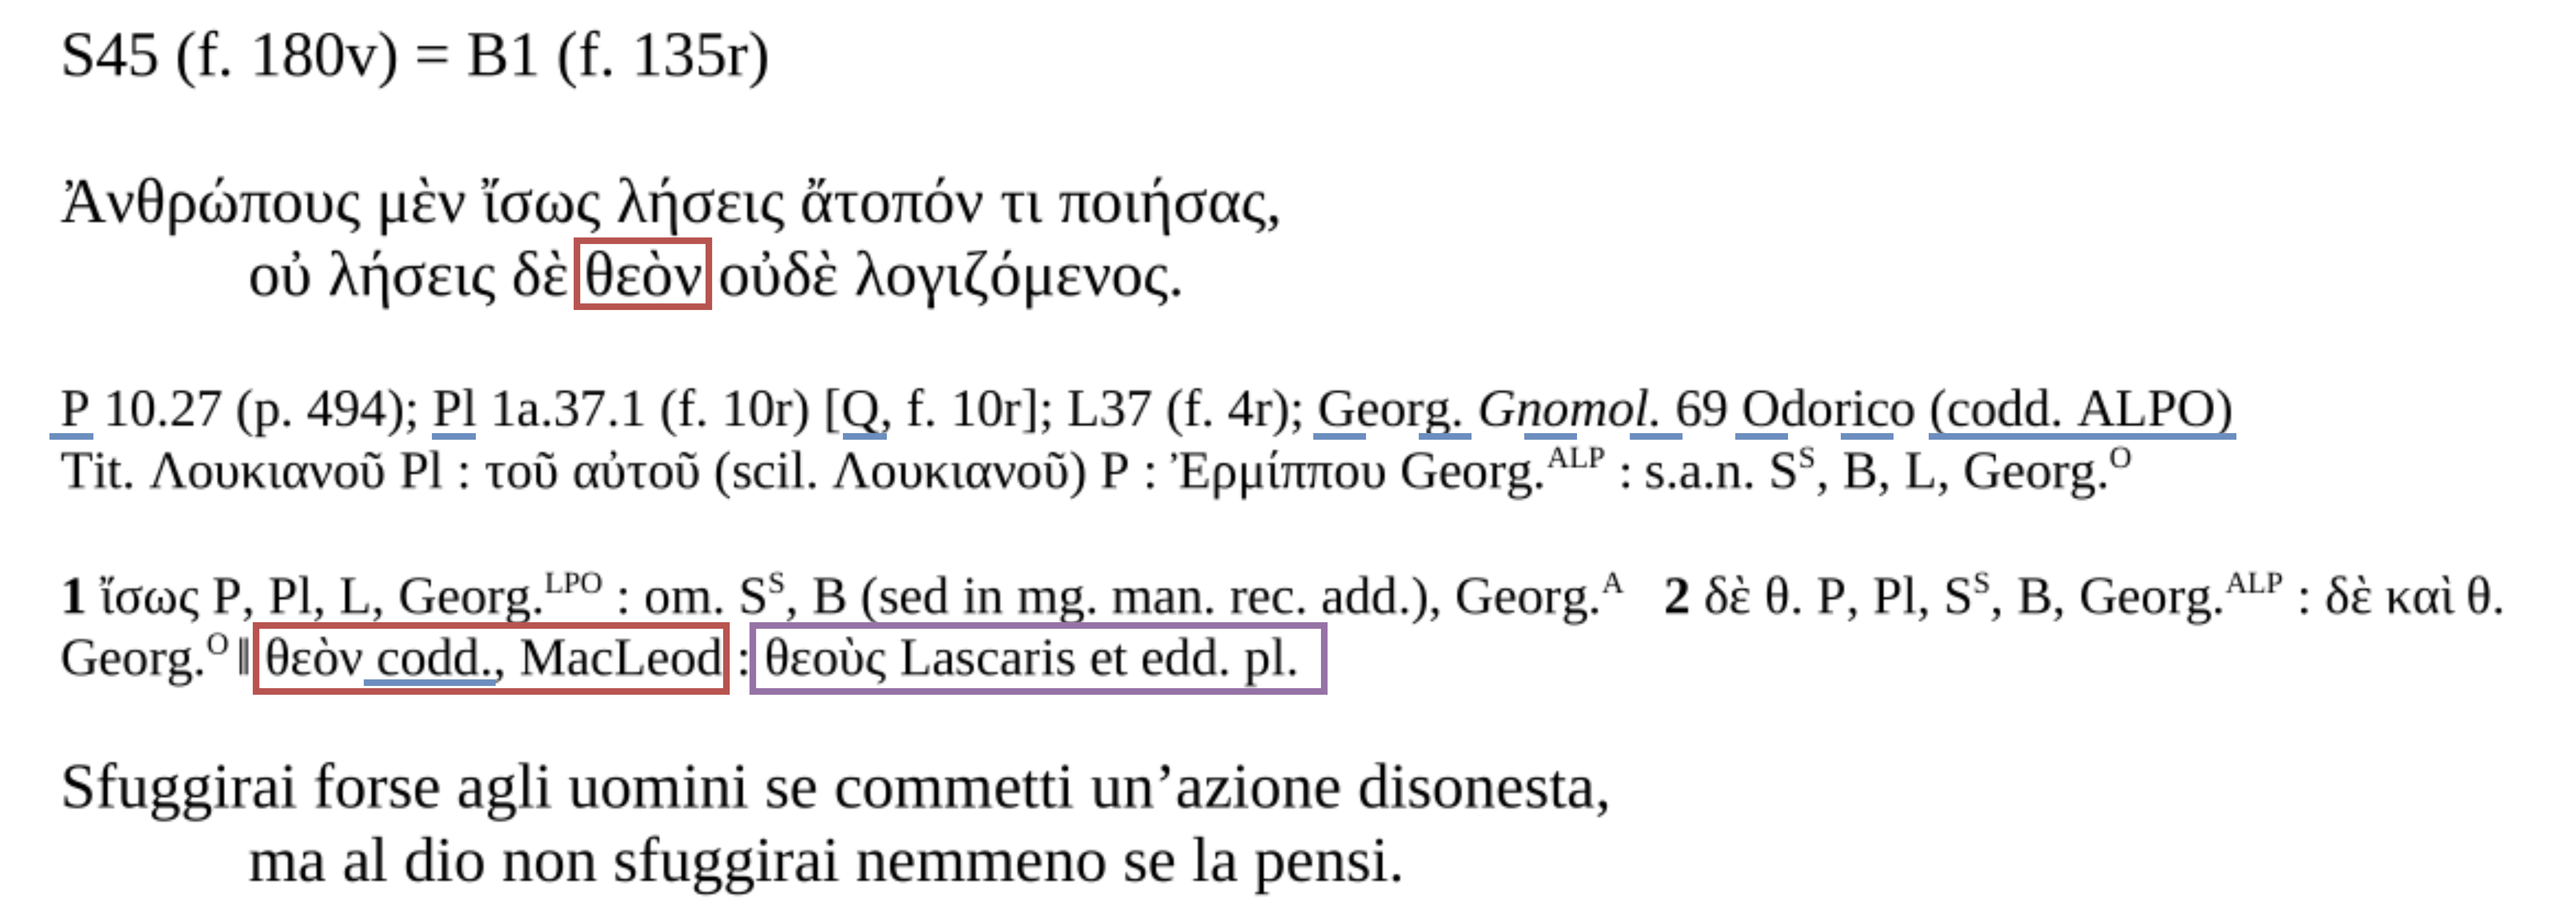 S45 (f. 180v) = B1 (f. 135r)
Ἀνθρώπους μὲν ἴσως λήσεις ἄτοπόν τι ποιήσας,
οὐ λήσεις δὲ θεὸν οὐδὲ λογιζόμενος.
P 10.27 (p. 494); Pl 1a.37.1 (f. 10r) [Q, f. 10r]; L37 (f. 4r); Georg. Gnomol. 69 Odorico (codd. ALPO)
Tit. Λουκιανοῦ Pl : τοῦ αὐτοῦ (scil. Λουκιανοῦ) P : Ἑρμίππου Georg.ᴬᴸᴾ : s.a.n. Sˢ, B, L, Georg.ᴼ
1 ἴσως P, Pl, L, Georg.ᴸᴾᴼ : om. Sˢ, B (sed in mg. man. rec. add.), Georg.ᴬ 2 δὲ θ. P, Pl, Sˢ, B, Georg.ᴬᴸᴾ : δὲ καὶ θ.
Georg.ᴼ ‖ θεὸν codd., MacLeod : θεοὺς Lascaris et edd. pl.
Sfuggirai forse agli uomini se commetti un’azione disonesta,
ma al dio non sfuggirai nemmeno se la pensi.